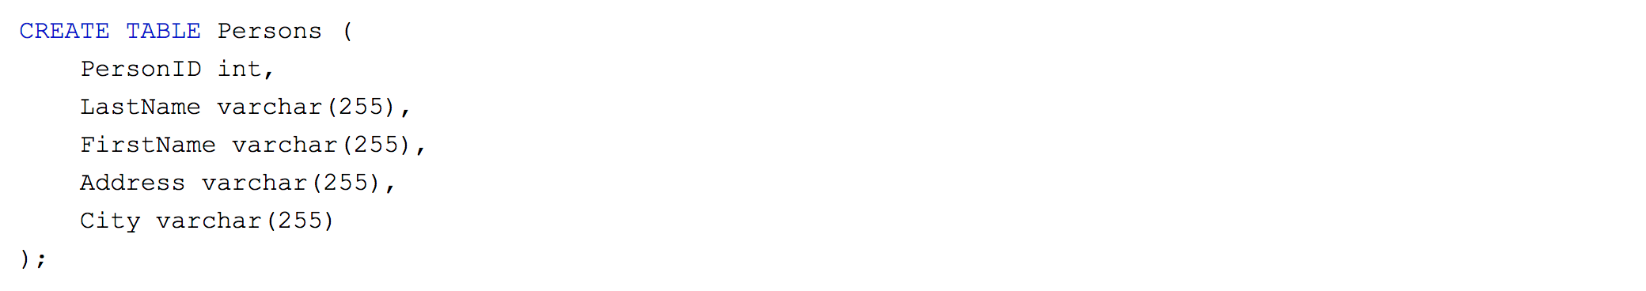 CREATE TABLE Persons (
    PersonID int,
    LastName varchar(255),
    FirstName varchar(255),
    Address varchar(255),
    City varchar(255)
);